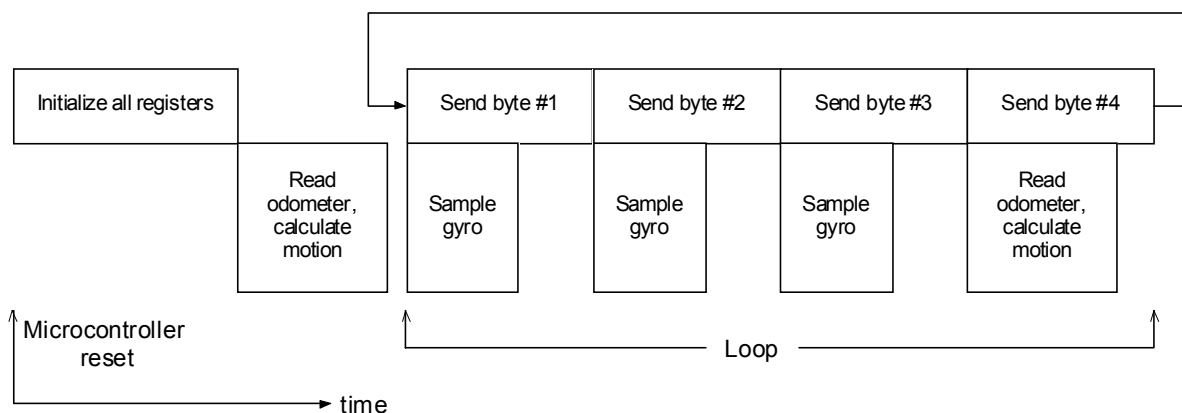 Initialize all registers
Send byte #1
Send byte #2
Send byte #3
Send byte #4
Read
odometer,
calculate
motion
Sample
gyro
Sample
gyro
Sample
gyro
Read
odometer,
calculate
motion
Microcontroller
reset
Loop
time